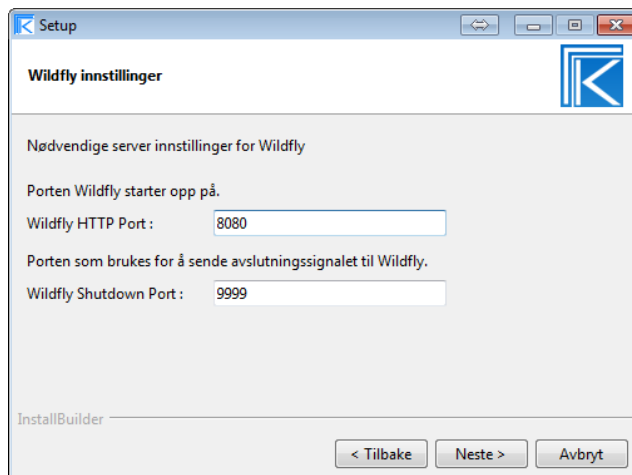 Setup
Wildfly innstillinger
Nødvendige server innstillinger for Wildfly
Porten Wildfly starter opp på.
Wildfly HTTP Port : 8080
Porten som brukes for å sende avslutningssignalet til Wildfly.
Wildfly Shutdown Port : 9999
InstallBuilder
< Tilbake Neste > Avbryt